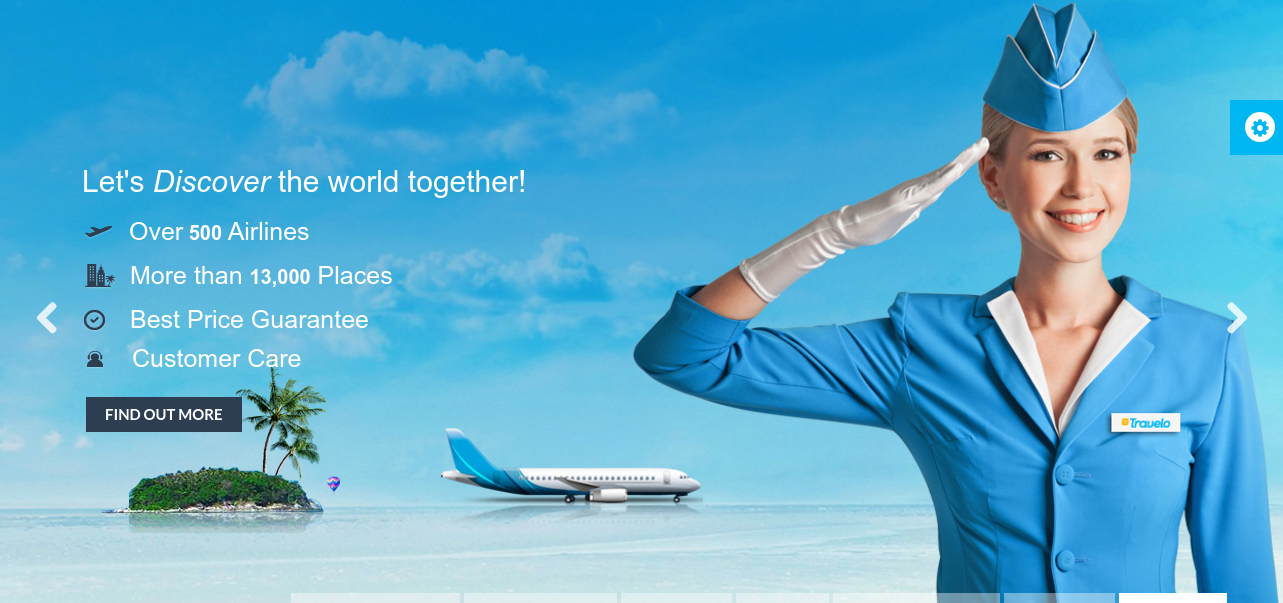 Let's Discover the world together!
Over 500 Airlines
More than 13,000 Places
Best Price Guarantee
Customer Care
FIND OUT MORE
Travelo